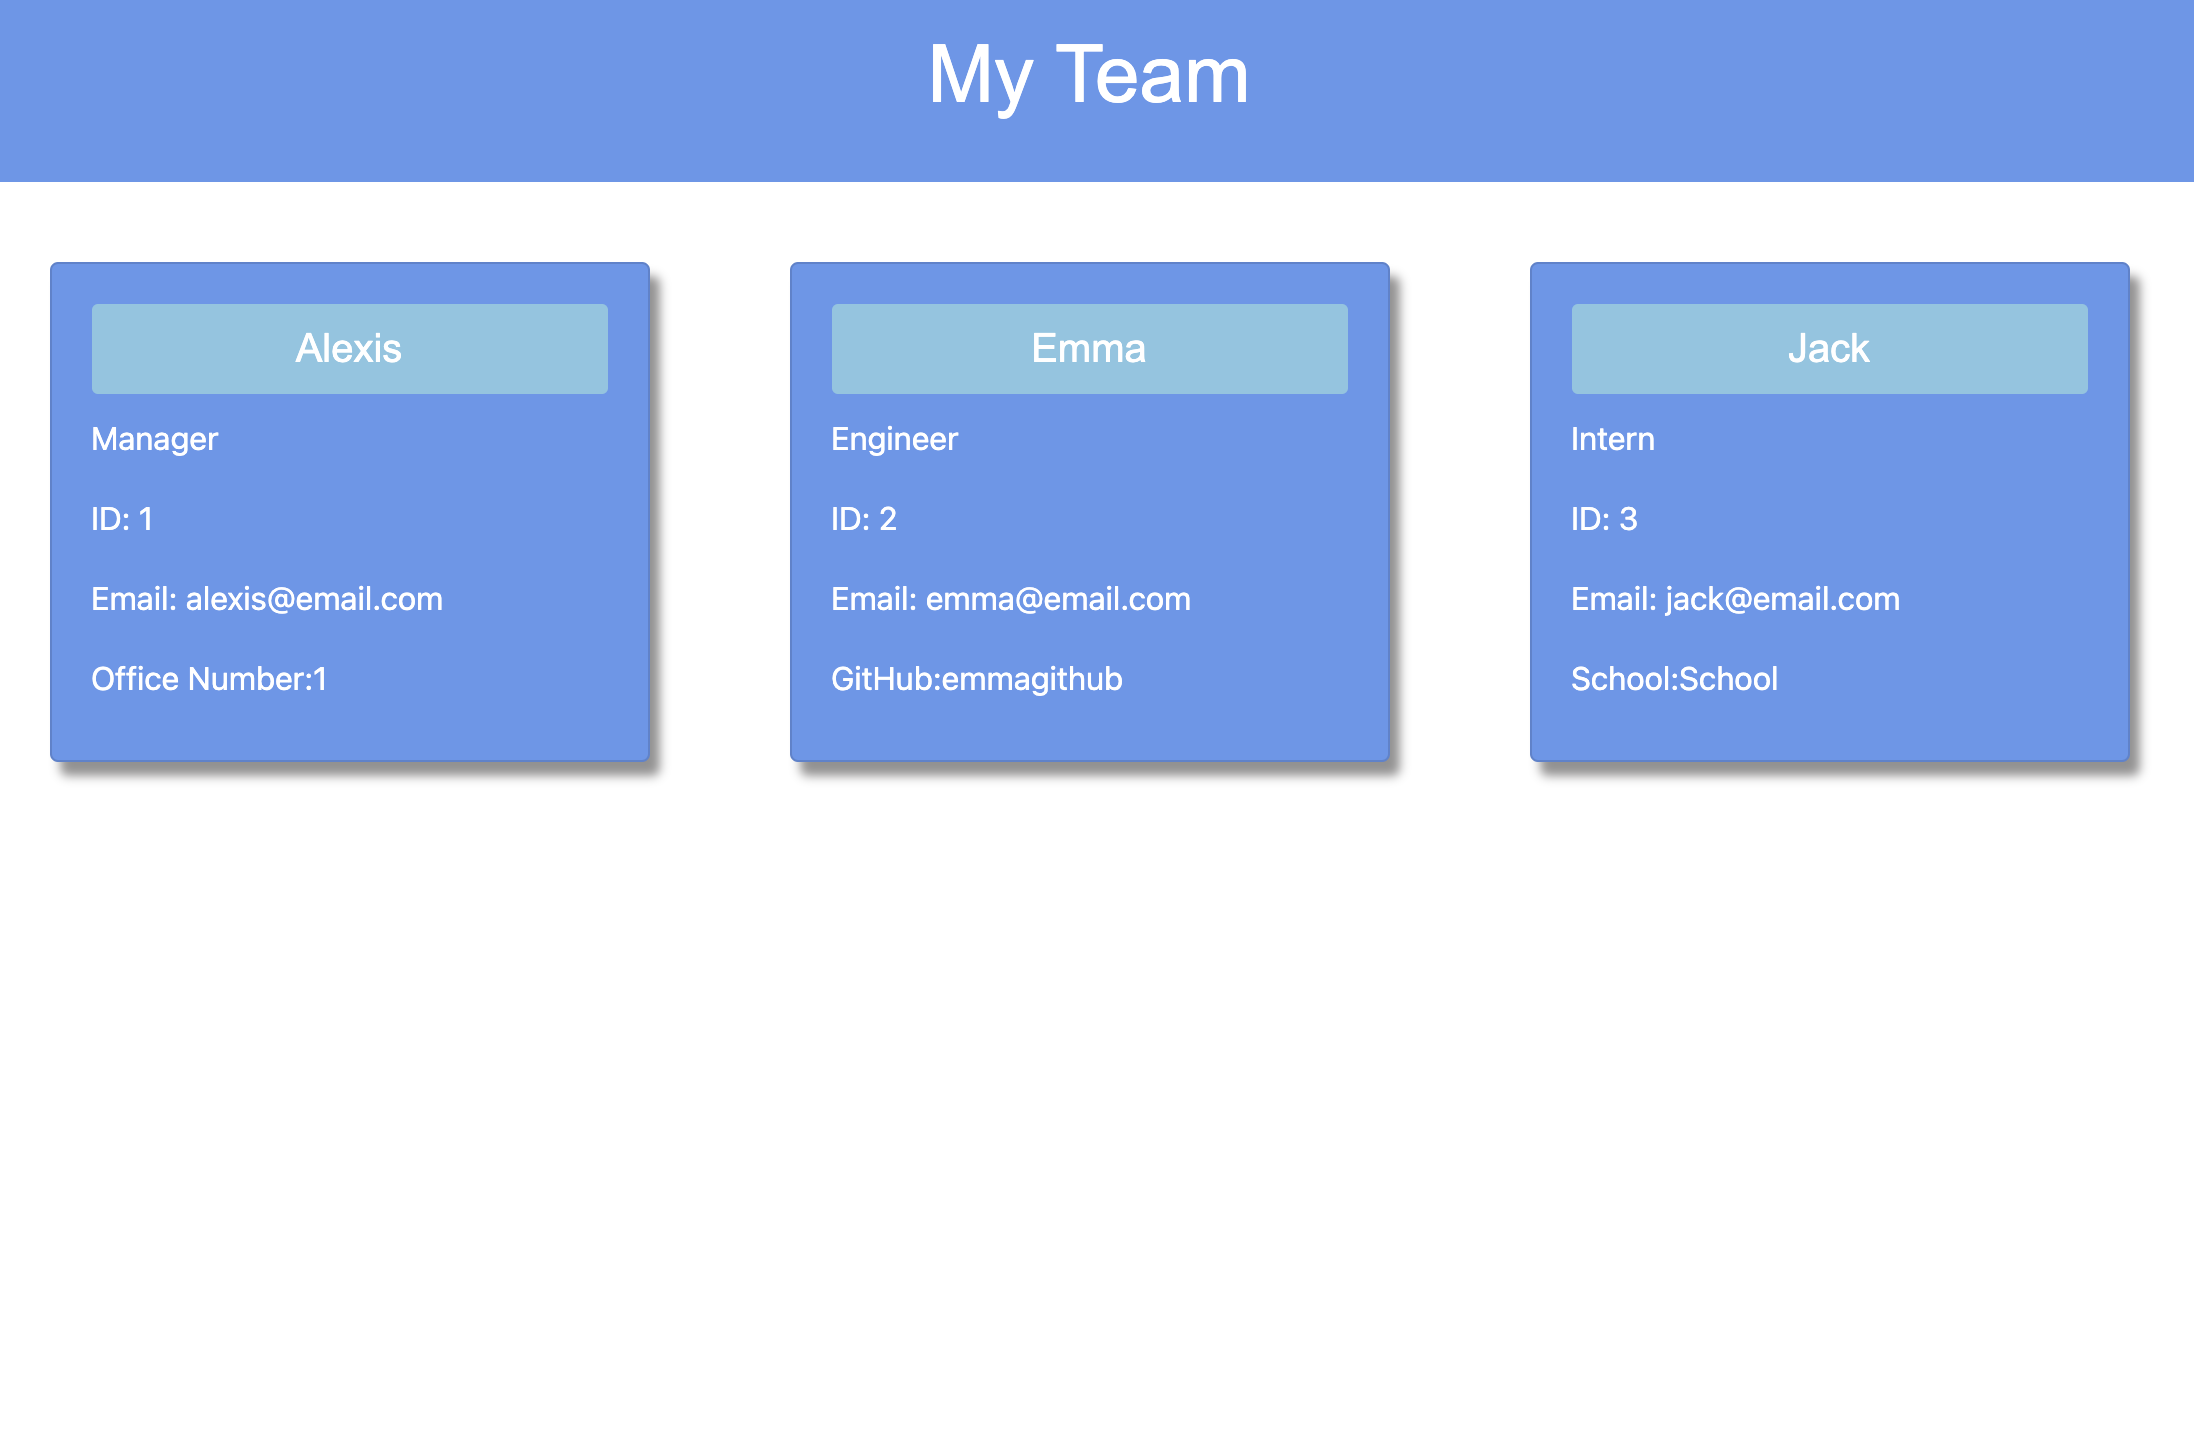 My Team
Alexis
Manager
ID: 1
Email: alexis@email.com
Office Number:1
Emma
Engineer
ID: 2
Email: emma@email.com
GitHub:emmagithub
Jack
Intern
ID: 3
Email: jack@email.com
School:School